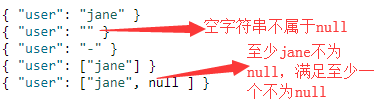 { "user": "jane" }
{ "user": "" }
空字符串不属于null
{ "user": "-" }
{ "user": ["jane"] }
{ "user": ["jane", null ] }
至少jane不为
null，满足至少一
个不为null